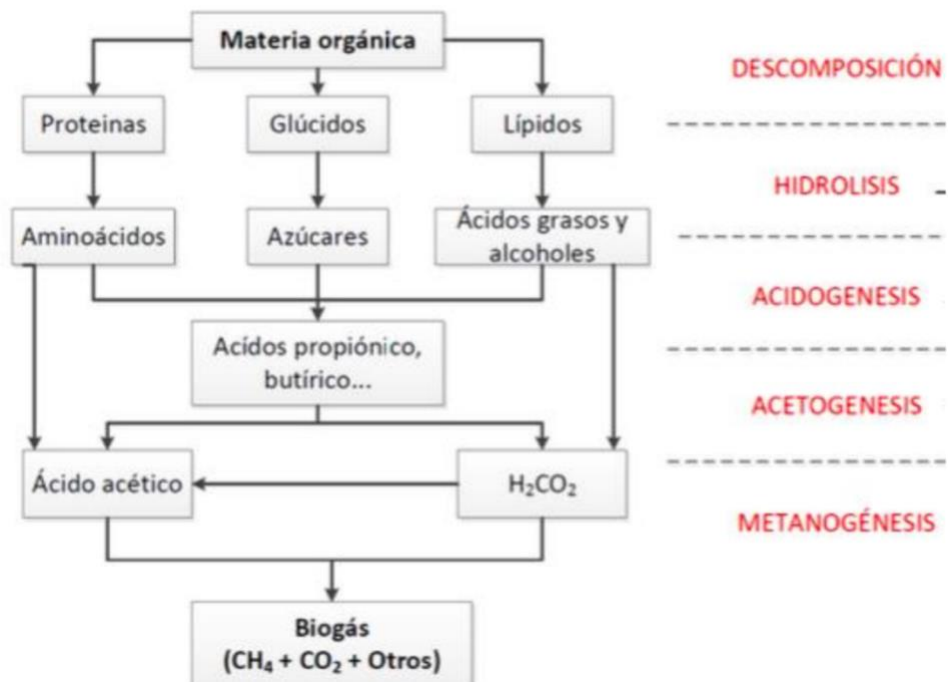 Materia orgánica
DESCOMPOSICIÓN
Proteinas
Glúcidos
Lípidos
HIDROLISIS
Aminoácidos
Azúcares
Ácidos grasos y
alcoholes
ACIDOGENESIS
Acídos propiónico,
butírico...
ACETOGENESIS
Ácido acético
H₂CO₂
METANOGÉNESIS
Biogás
(CH₄ + CO₂ + Otros)